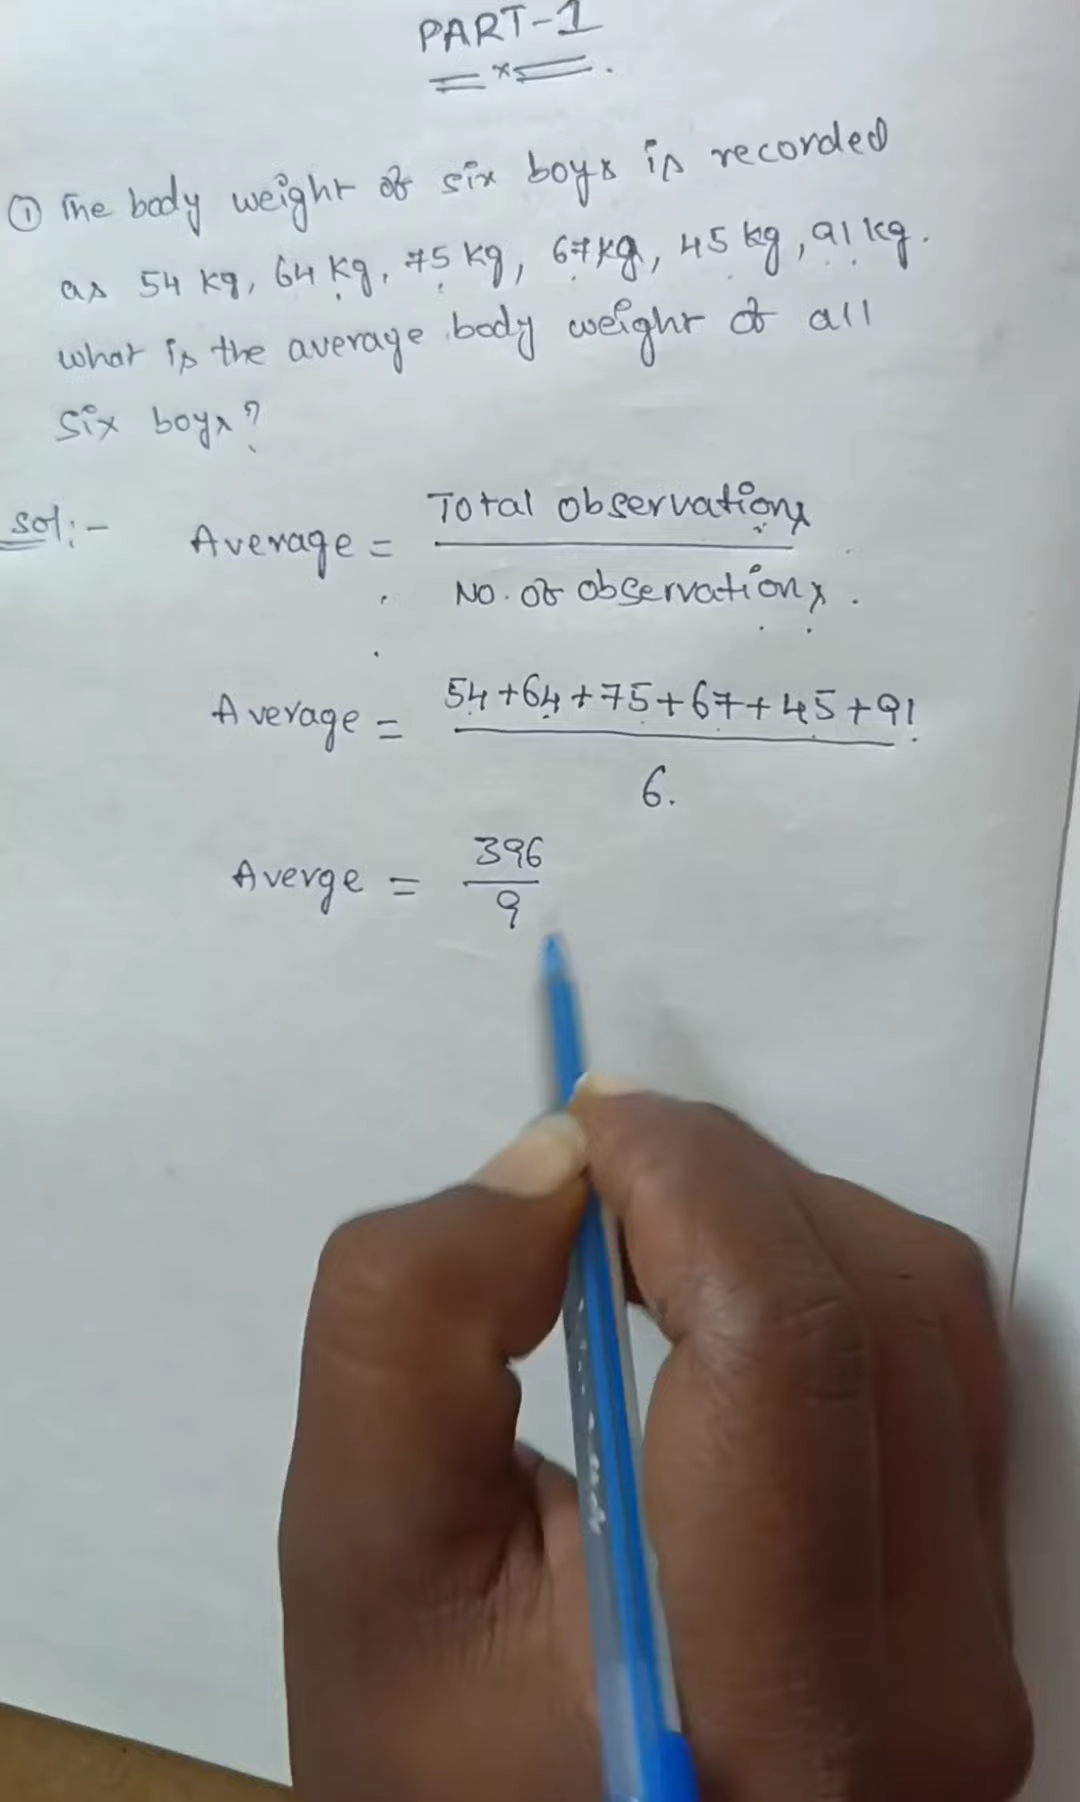 PART-1
① The body weight of six boys is recorded
as 54 kg, 64 kg, 75 kg, 67 kg, 45 kg, 91 kg.
what is the average body weight of all
six boys?
Sol:- Average = Total observations
No. of observations.
Average = 54+64+75+67+45+91
6.
Averge = 396
9